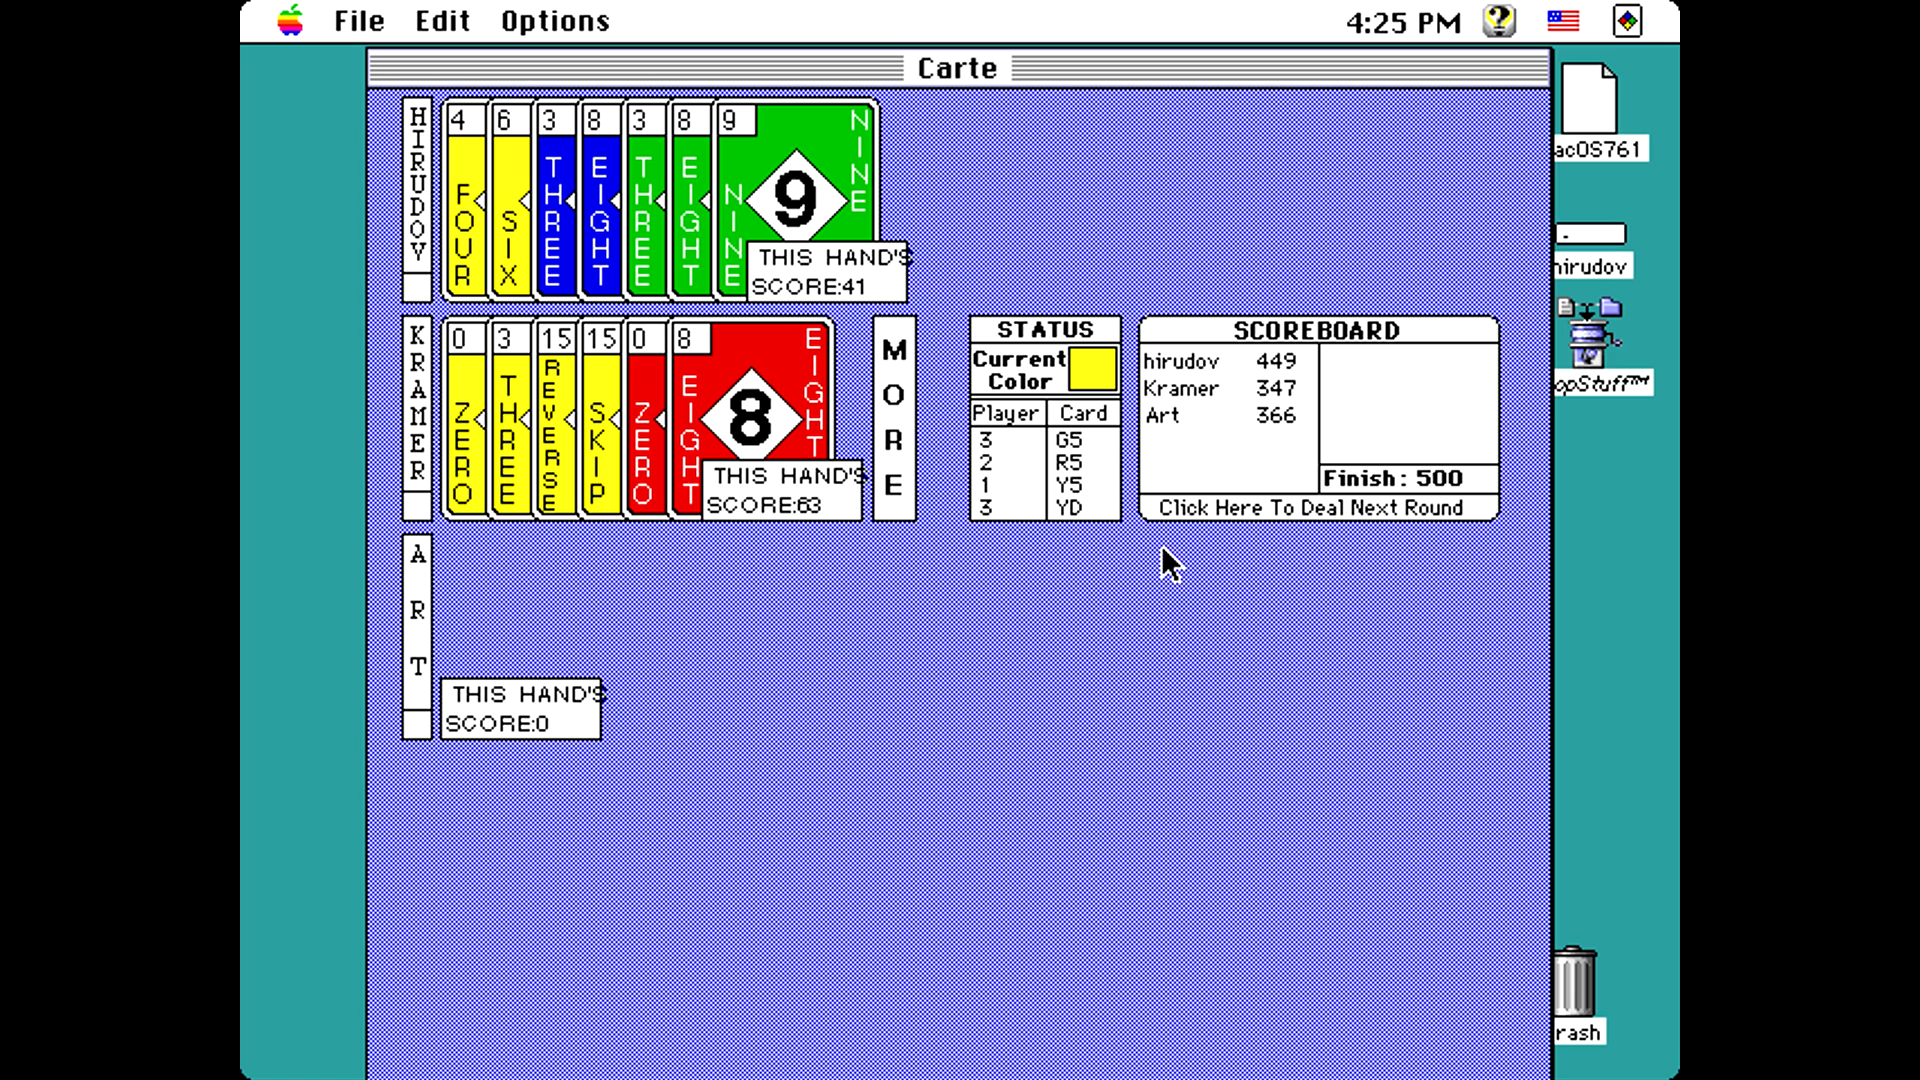 File Edit Options 4:25 PM
Carte
HIRUDOV
4 6 3 8 3 8 9
FOUR SIX THREE EIGHT THREE EIGHT NINE 9 NINE
THIS HAND'S
SCORE:41
KRAMER
0 3 15 15 0 8
ZERO THREE REVERSE SKIP ZERO EIGHT 8 EIGHT
THIS HAND'S
SCORE:63
MORE
STATUS
Current
Color
Player Card
3 G5
2 R5
1 Y5
3 YD
SCOREBOARD
hirudov 449
Kramer 347
Art 366
Finish: 500
Click Here To Deal Next Round
ART
THIS HAND'S
SCORE:0
acOS761
hirudov
opStuff™
rash